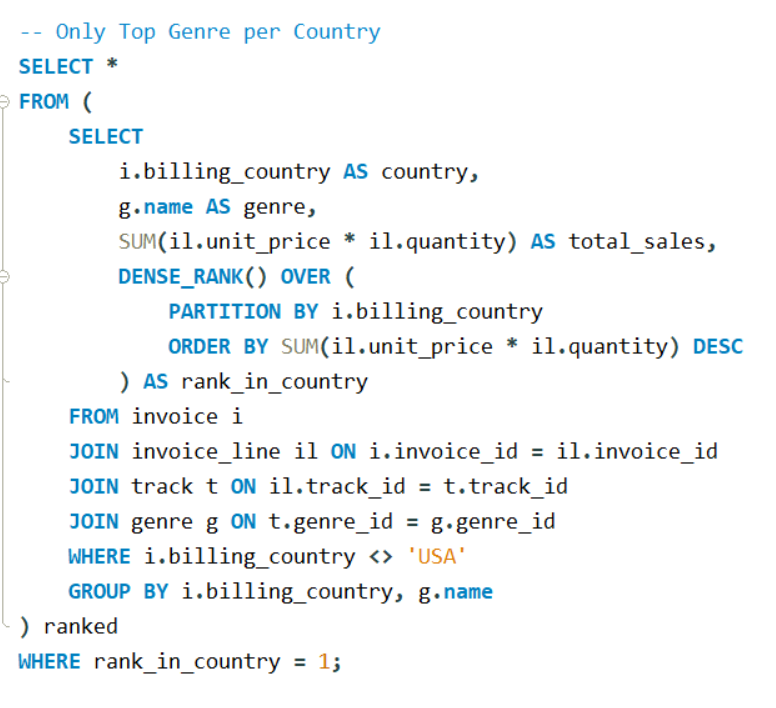 -- Only Top Genre per Country
SELECT *
FROM (
    SELECT
        i.billing_country AS country,
        g.name AS genre,
        SUM(il.unit_price * il.quantity) AS total_sales,
        DENSE_RANK() OVER (
            PARTITION BY i.billing_country
            ORDER BY SUM(il.unit_price * il.quantity) DESC
        ) AS rank_in_country
    FROM invoice i
    JOIN invoice_line il ON i.invoice_id = il.invoice_id
    JOIN track t ON il.track_id = t.track_id
    JOIN genre g ON t.genre_id = g.genre_id
    WHERE i.billing_country <> 'USA'
    GROUP BY i.billing_country, g.name
) ranked
WHERE rank_in_country = 1;